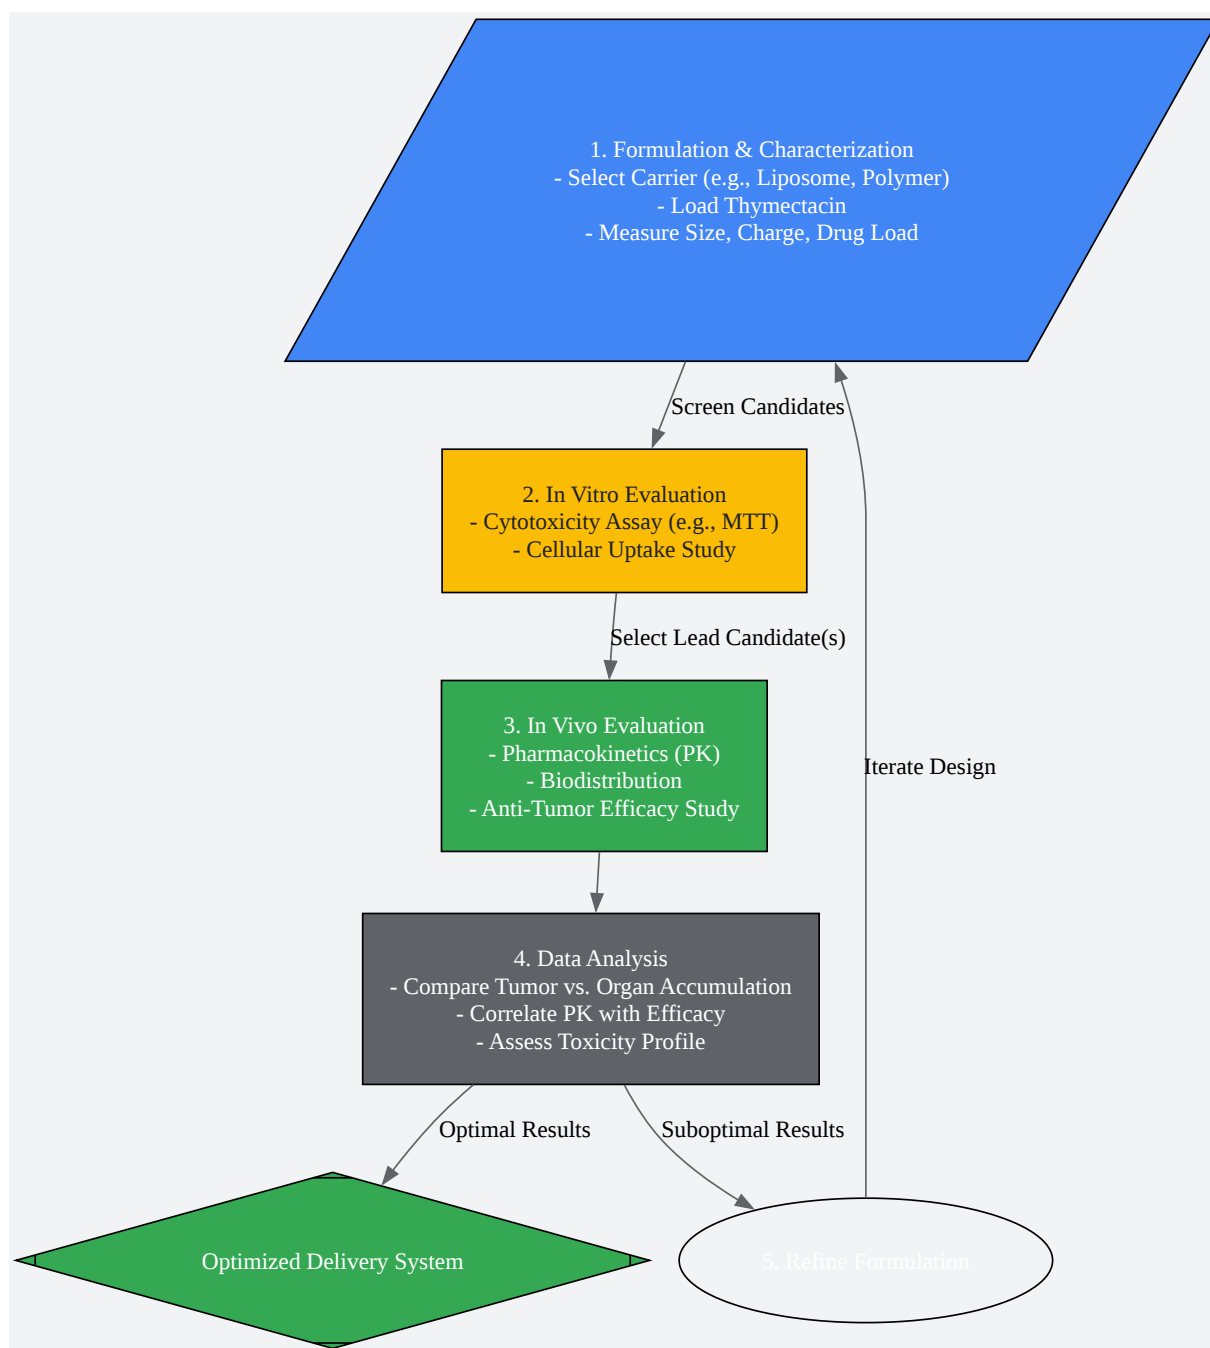 1. Formulation & Characterization
- Select Carrier (e.g., Liposome, Polymer)
- Load Thymectacin
- Measure Size, Charge, Drug Load
Screen Candidates
2. In Vitro Evaluation
- Cytotoxicity Assay (e.g., MTT)
- Cellular Uptake Study
Select Lead Candidate(s)
3. In Vivo Evaluation
- Pharmacokinetics (PK)
- Biodistribution
- Anti-Tumor Efficacy Study
Iterate Design
4. Data Analysis
- Compare Tumor vs. Organ Accumulation
- Correlate PK with Efficacy
- Assess Toxicity Profile
Optimal Results
Suboptimal Results
Optimized Delivery System
5. Refine Formulation